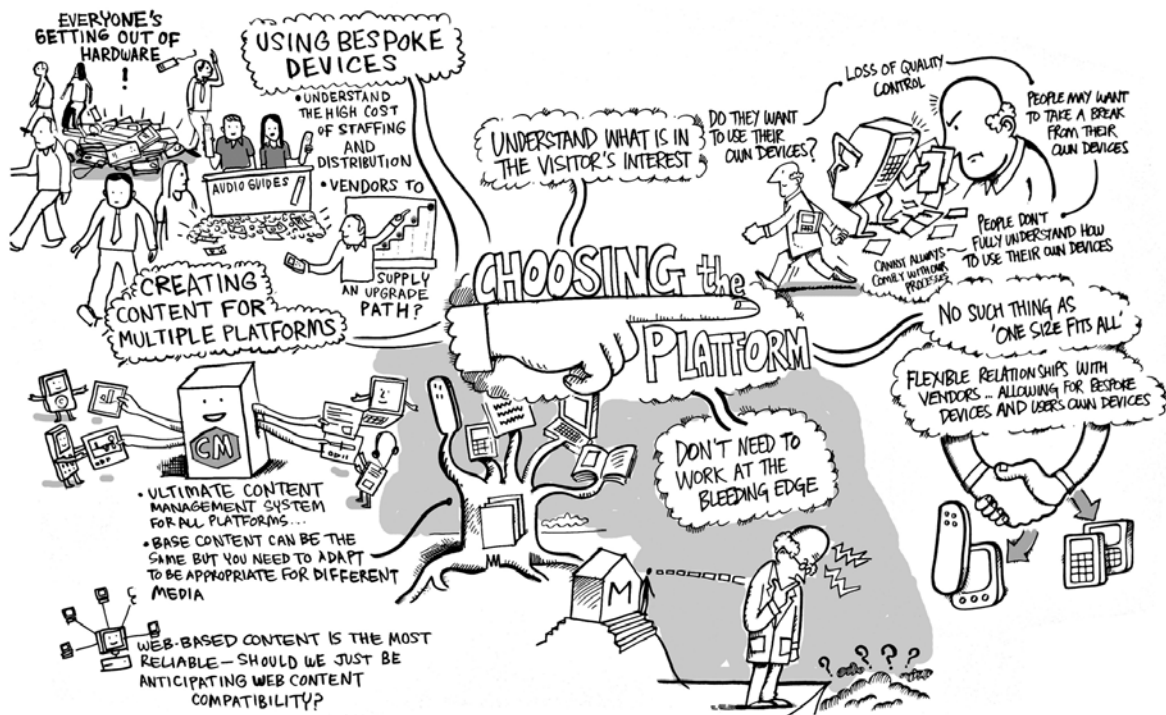 EVERYONE'S
GETTING OUT OF
HARDWARE
!
USING BESPOKE
DEVICES
• UNDERSTAND
THE HIGH COST
OF STAFFING
AND
DISTRIBUTION
• VENDORS TO
SUPPLY
AN UPGRADE
PATH?
AUDIO GUIDES
UNDERSTAND WHAT IS IN
THE VISITOR'S INTEREST
DO THEY WANT
TO USE THEIR
OWN DEVICES?
LOSS OF QUALITY
CONTROL
PEOPLE MAY WANT
TO TAKE A BREAK
FROM THEIR
OWN DEVICES
PEOPLE DON'T
FULLY UNDERSTAND HOW
TO USE THEIR OWN DEVICES
CANNOT ALWAYS
COMPLY WITH OUR
PROCESSES
CHOOSING the
PLATFORM
CREATING
CONTENT FOR
MULTIPLE PLATFORMS
CM
• ULTIMATE CONTENT
MANAGEMENT SYSTEM
FOR ALL PLATFORMS...
• BASE CONTENT CAN BE THE
SAME BUT YOU NEED TO ADAPT
TO BE APPROPRIATE FOR DIFFERENT
MEDIA
WEB-BASED CONTENT IS THE MOST
RELIABLE – SHOULD WE JUST BE
ANTICIPATING WEB CONTENT
COMPATIBILITY?
NO SUCH THING AS
'ONE SIZE FITS ALL'
FLEXIBLE RELATIONSHIPS WITH
VENDORS... ALLOWING FOR BESPOKE
DEVICES AND USERS OWN DEVICES
DON'T NEED TO
WORK AT THE
BLEEDING EDGE
M
? ? ? ?